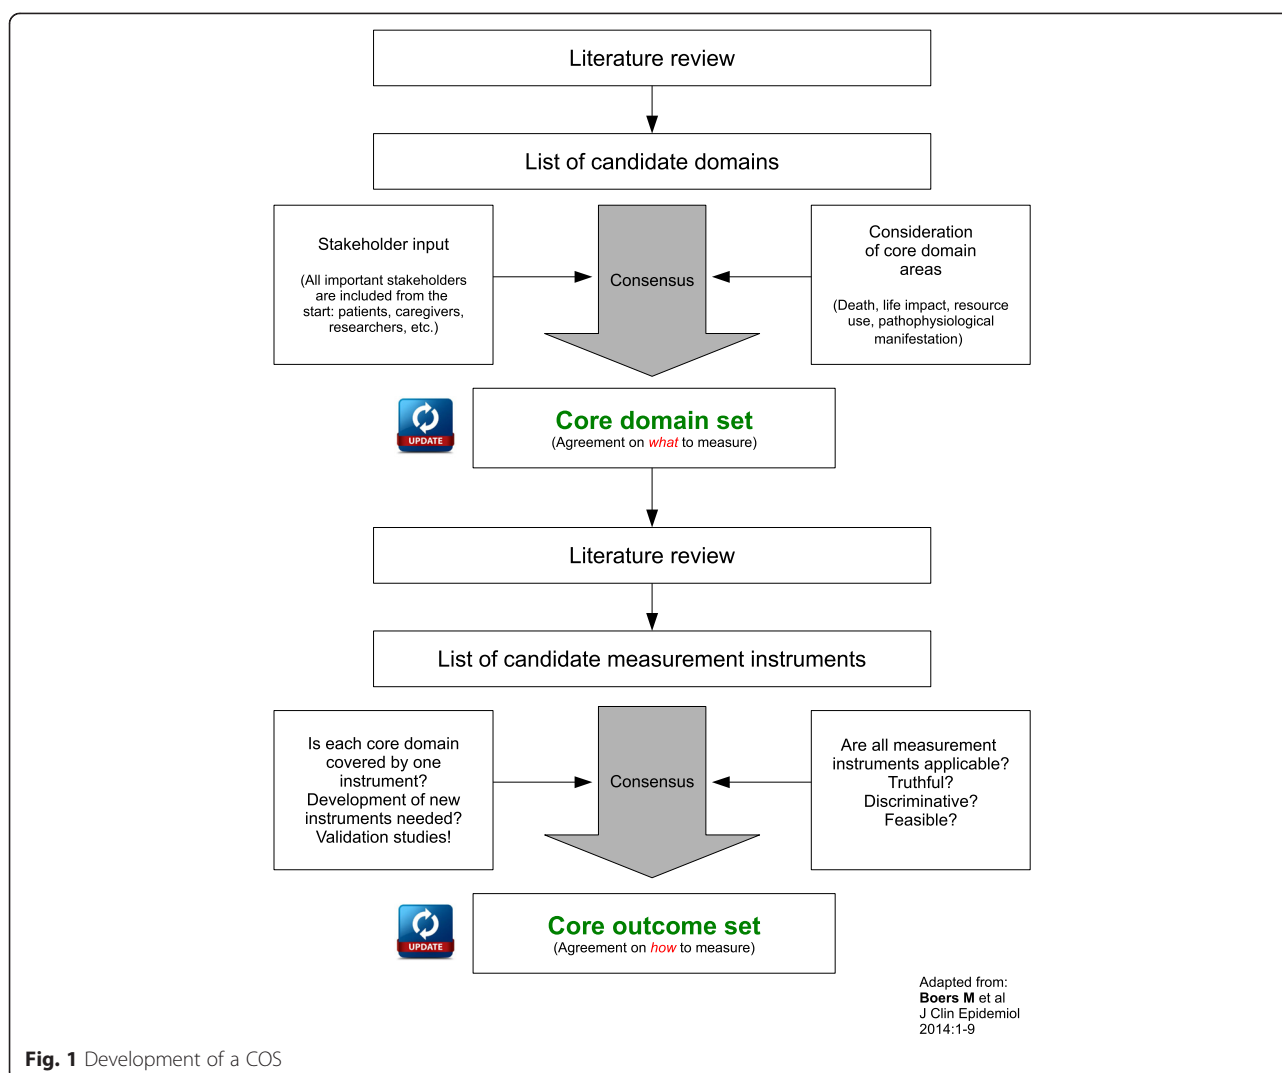 Literature review
List of candidate domains
Stakeholder input
(All important stakeholders
are included from the
start: patients, caregivers,
researchers, etc.)
Consensus
Consideration
of core domain
areas
(Death, life impact, resource
use, pathophysiological
manifestation)
UPDATE
Core domain set
(Agreement on what to measure)
Literature review
List of candidate measurement instruments
Is each core domain
covered by one
instrument?
Development of new
instruments needed?
Validation studies!
Consensus
Are all measurement
instruments applicable?
Truthful?
Discriminative?
Feasible?
UPDATE
Core outcome set
(Agreement on how to measure)
Adapted from:
Boers M et al
J Clin Epidemiol
2014:1-9
Fig. 1 Development of a COS